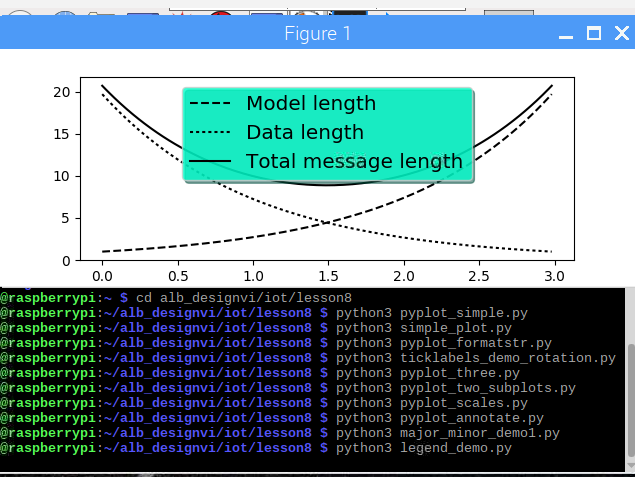 Figure 1
20
15
10
5
0
Model length
Data length
Total message length
0.0 0.5 1.0 1.5 2.0 2.5 3.0
@raspberrypi:~ $ cd alb_designvi/iot/lesson8
@raspberrypi:~/alb_designvi/iot/lesson8 $ python3 pyplot_simple.py
@raspberrypi:~/alb_designvi/iot/lesson8 $ python3 simple_plot.py
@raspberrypi:~/alb_designvi/iot/lesson8 $ python3 pyplot_formatstr.py
@raspberrypi:~/alb_designvi/iot/lesson8 $ python3 ticklabels_demo_rotation.py
@raspberrypi:~/alb_designvi/iot/lesson8 $ python3 pyplot_three.py
@raspberrypi:~/alb_designvi/iot/lesson8 $ python3 pyplot_two_subplots.py
@raspberrypi:~/alb_designvi/iot/lesson8 $ python3 pyplot_scales.py
@raspberrypi:~/alb_designvi/iot/lesson8 $ python3 pyplot_annotate.py
@raspberrypi:~/alb_designvi/iot/lesson8 $ python3 major_minor_demo1.py
@raspberrypi:~/alb_designvi/iot/lesson8 $ python3 legend_demo.py